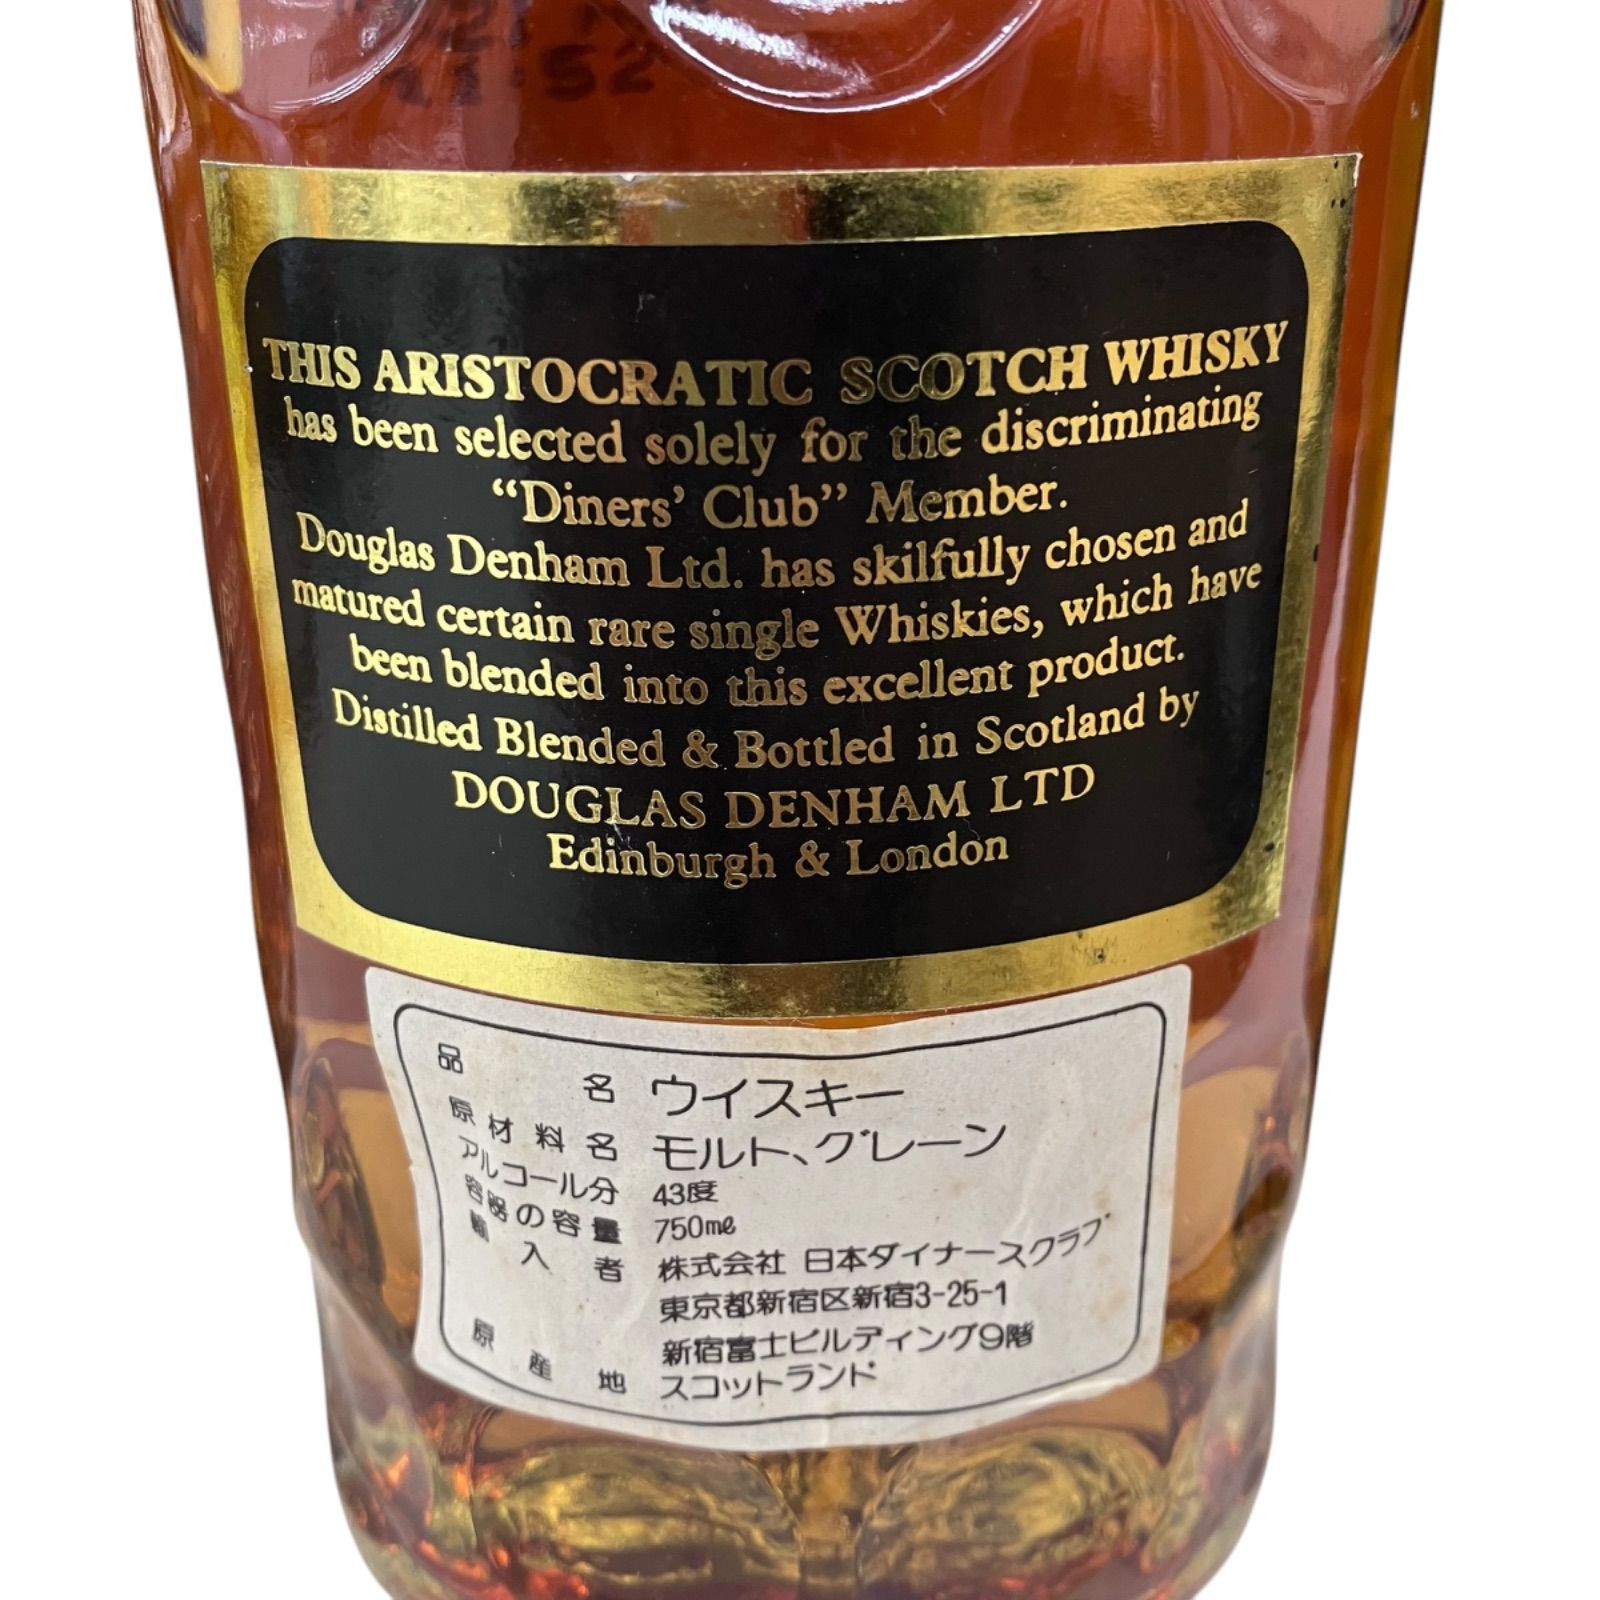 11:52
THIS ARISTOCRATIC SCOTCH WHISKY
has been selected solely for the discriminating
“Diners’ Club” Member.
Douglas Denham Ltd. has skilfully chosen and
matured certain rare single Whiskies, which have
been blended into this excellent product.
Distilled Blended & Bottled in Scotland by
DOUGLAS DENHAM LTD
Edinburgh & London
品名 ウイスキー
原材料名 モルト、グレーン
アルコール分 43度
容器の容量 750mℓ
輸入者 株式会社 日本ダイナースクラブ
東京都新宿区新宿3-25-1
新宿富士ビルディング9階
原産地 スコットランド